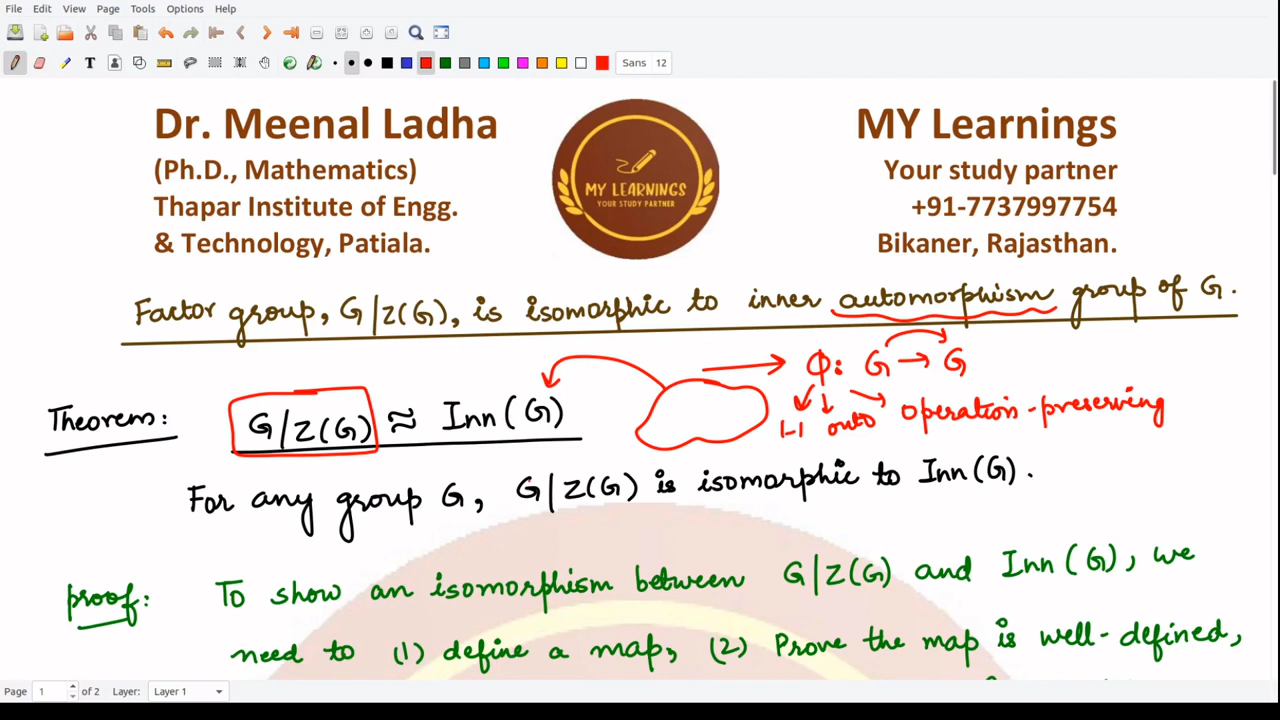 File Edit View Page Tools Options Help
Sans 12
Dr. Meenal Ladha
(Ph.D., Mathematics)
Thapar Institute of Engg.
& Technology, Patiala.
MY LEARNINGS
YOUR STUDY PARTNER
MY Learnings
Your study partner
+91-7737997754
Bikaner, Rajasthan.
Factor group, G/Z(G), is isomorphic to inner automorphism group of G.
ϕ: G → G
1-1 onto operation-preserving
Theorem: G/Z(G) ≈ Inn(G)
For any group G, G/Z(G) is isomorphic to Inn(G).
proof: To show an isomorphism between G/Z(G) and Inn(G), we
need to (1) define a map, (2) Prove the map is well-defined,
Page 1 of 2 Layer: Layer 1